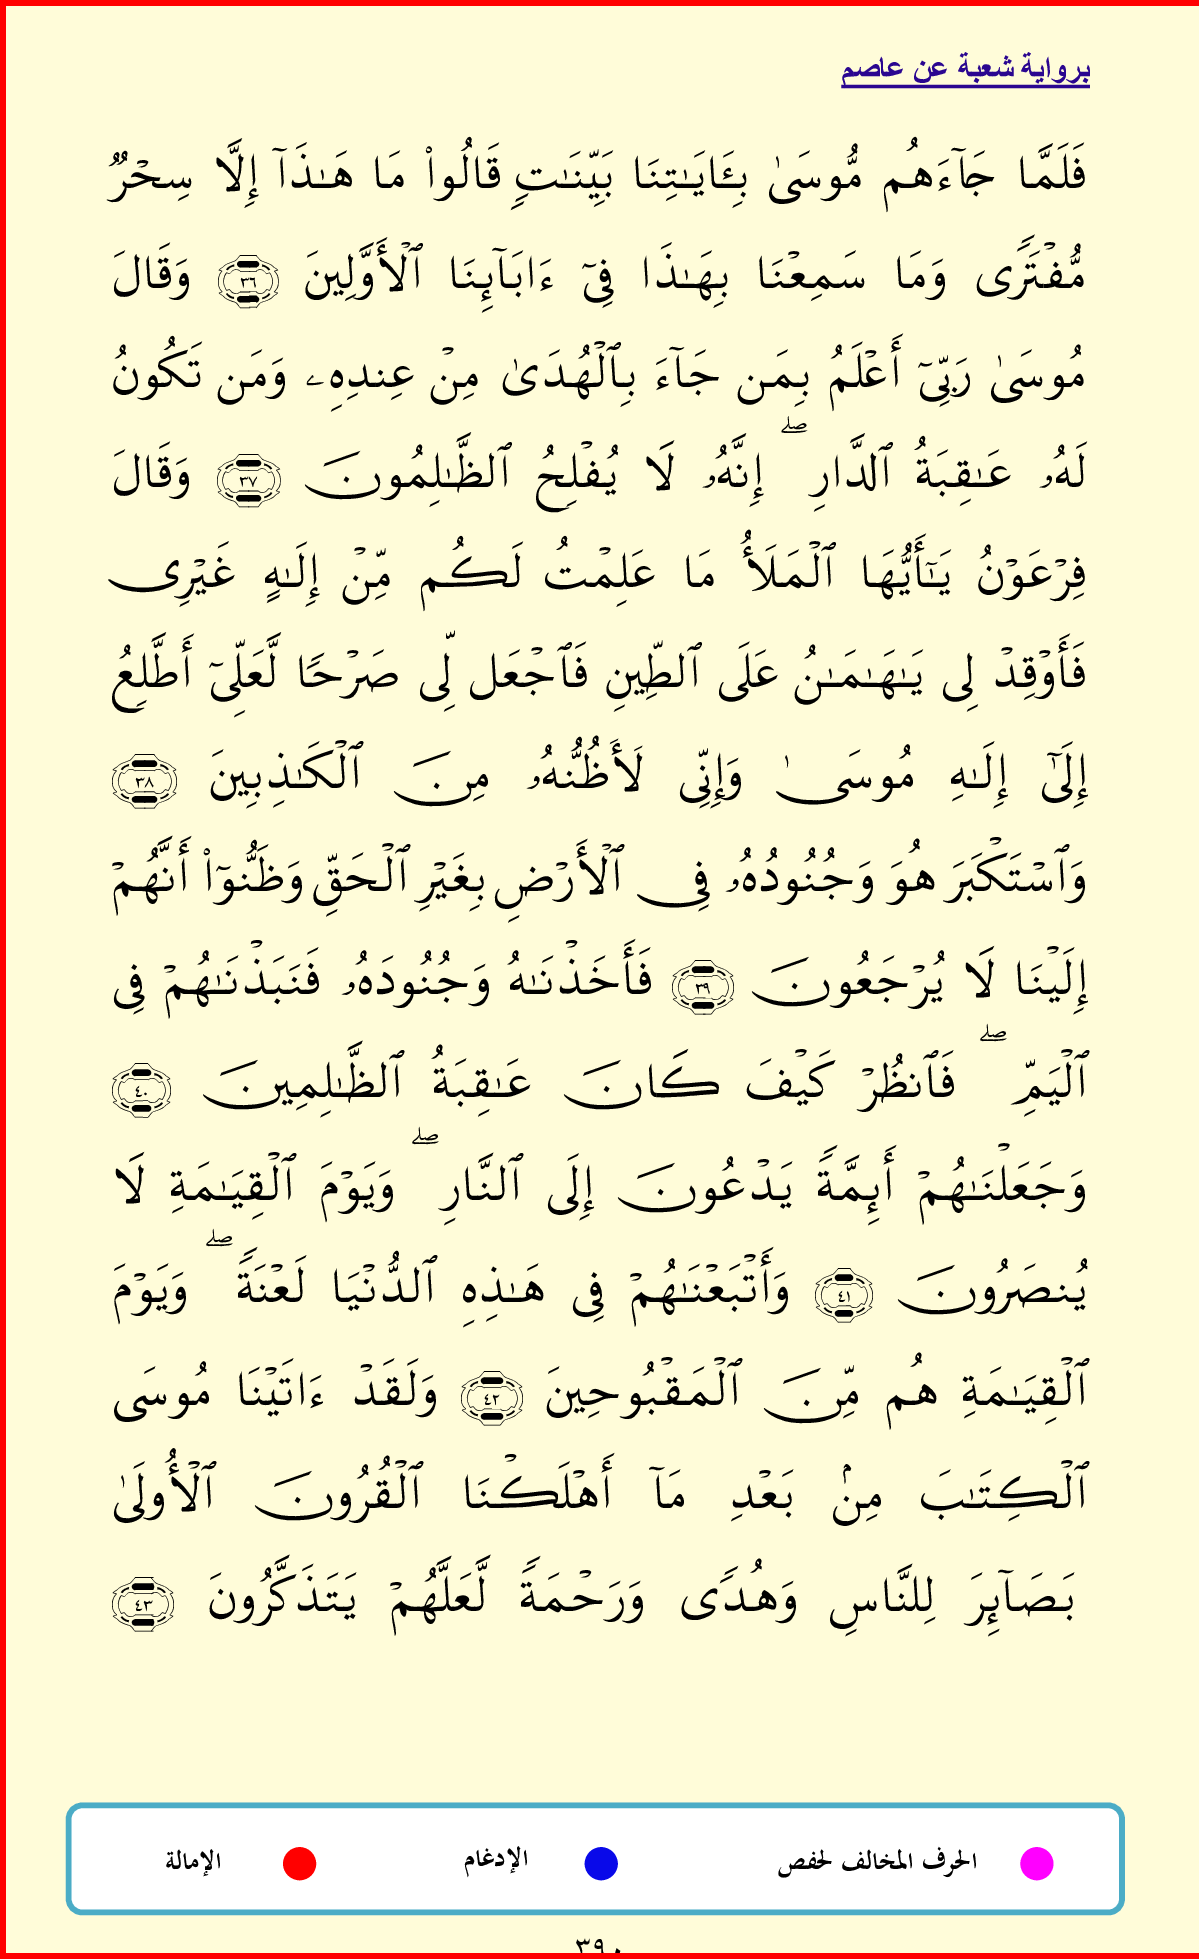 برواية شعبة عن عاصم
فَلَمَّا جَآءَهُم مُّوسَىٰ بِـَٔايَـٰتِنَا بَيِّنَـٰتٍ قَالُوا۟ مَا هَـٰذَآ إِلَّا سِحْرٌ
مُّفْتَرًى وَمَا سَمِعْنَا بِهَـٰذَا فِىٓ ءَابَآئِنَا ٱلْأَوَّلِينَ ٣٦ وَقَالَ
مُوسَىٰ رَبِّىٓ أَعْلَمُ بِمَن جَآءَ بِٱلْهُدَىٰ مِنْ عِندِهِۦ وَمَن تَكُونُ
لَهُۥ عَـٰقِبَةُ ٱلدَّارِ ۖ إِنَّهُۥ لَا يُفْلِحُ ٱلظَّـٰلِمُونَ ٣٧ وَقَالَ
فِرْعَوْنُ يَـٰٓأَيُّهَا ٱلْمَلَأُ مَا عَلِمْتُ لَكُم مِّنْ إِلَـٰهٍ غَيْرِى
فَأَوْقِدْ لِى يَـٰهَـٰمَـٰنُ عَلَى ٱلطِّينِ فَٱجْعَل لِّى صَرْحًا لَّعَلِّىٓ أَطَّلِعُ
إِلَىٰٓ إِلَـٰهِ مُوسَىٰ وَإِنِّى لَأَظُنُّهُۥ مِنَ ٱلْكَـٰذِبِينَ ٣٨
وَٱسْتَكْبَرَ هُوَ وَجُنُودُهُۥ فِى ٱلْأَرْضِ بِغَيْرِ ٱلْحَقِّ وَظَنُّوٓا۟ أَنَّهُمْ
إِلَيْنَا لَا يُرْجَعُونَ ٣٩ فَأَخَذْنَـٰهُ وَجُنُودَهُۥ فَنَبَذْنَـٰهُمْ فِى
ٱلْيَمِّ ۖ فَٱنظُرْ كَيْفَ كَانَ عَـٰقِبَةُ ٱلظَّـٰلِمِينَ ٤٠
وَجَعَلْنَـٰهُمْ أَئِمَّةً يَدْعُونَ إِلَى ٱلنَّارِ ۖ وَيَوْمَ ٱلْقِيَـٰمَةِ لَا
يُنصَرُونَ ٤١ وَأَتْبَعْنَـٰهُمْ فِى هَـٰذِهِ ٱلدُّنْيَا لَعْنَةً ۖ وَيَوْمَ
ٱلْقِيَـٰمَةِ هُم مِّنَ ٱلْمَقْبُوحِينَ ٤٢ وَلَقَدْ ءَاتَيْنَا مُوسَى
ٱلْكِتَـٰبَ مِنۢ بَعْدِ مَآ أَهْلَكْنَا ٱلْقُرُونَ ٱلْأُولَىٰ
بَصَآئِرَ لِلنَّاسِ وَهُدًى وَرَحْمَةً لَّعَلَّهُمْ يَتَذَكَّرُونَ ٤٣
الحرف المخالف لحفص الإدغام الإمالة
٣٩٠